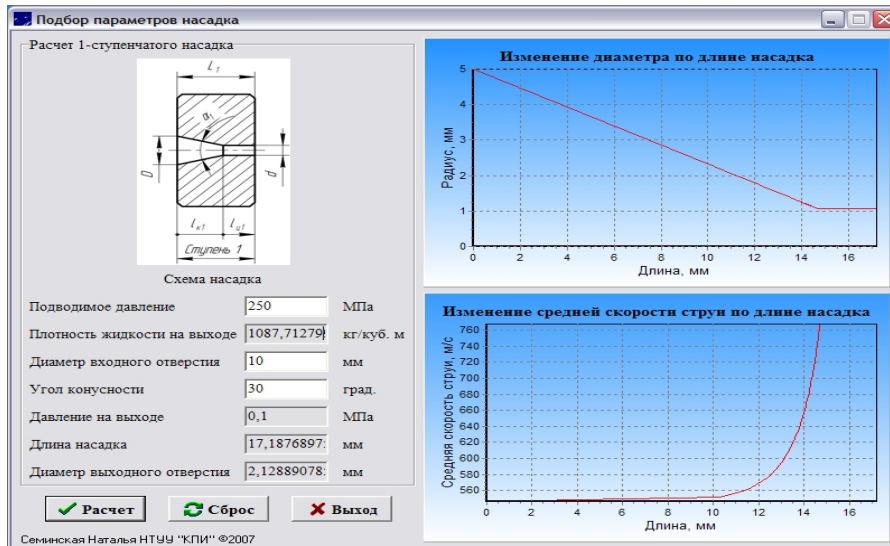 Подбор параметров насадка
Расчет 1-ступенчатого насадка
L1
α1
D
d
lк1
lц1
Ступень 1
Схема насадка
Подводимое давление 250 МПа
Плотность жидкости на выходе 1087,71279 кг/куб. м
Диаметр входного отверстия 10 мм
Угол конусности 30 град.
Давление на выходе 0,1 МПа
Длина насадка 17,1876897 мм
Диаметр выходного отверстия 2,12889078 мм
Расчет Сброс Выход
Семинская Наталья НТУУ "КПИ" ©2007
Изменение диаметра по длине насадка
Радиус, мм
5
4
3
2
1
0
0 2 4 6 8 10 12 14 16
Длина, мм
Изменение средней скорости струи по длине насадка
Средняя скорость струи, м/с
760
740
720
700
680
660
640
620
600
580
560
0 2 4 6 8 10 12 14 16
Длина, мм